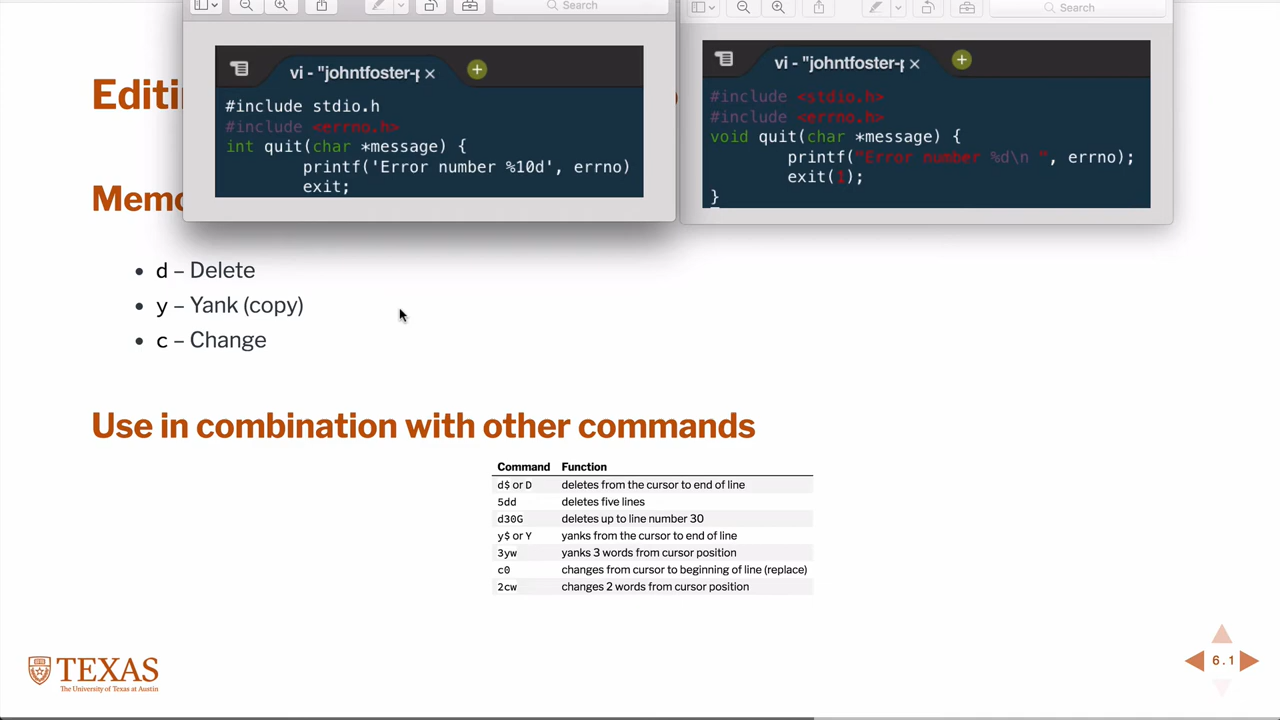 Search
Search
vi - "johntfoster-p
vi - "johntfoster-p
#include stdio.h
#include <errno.h>
int quit(char *message) {
printf('Error number %10d', errno)
exit;
#include <stdio.h>
#include <errno.h>
void quit(char *message) {
printf("Error number %d\n ", errno);
exit(1);
}
Editi
Memo
d – Delete
y – Yank (copy)
c – Change
Use in combination with other commands
Command Function
d$ or D deletes from the cursor to end of line
5dd deletes five lines
d30G deletes up to line number 30
y$ or Y yanks from the cursor to end of line
3yw yanks 3 words from cursor position
c0 changes from cursor to beginning of line (replace)
2cw changes 2 words from cursor position
TEXAS
The University of Texas at Austin
6.1